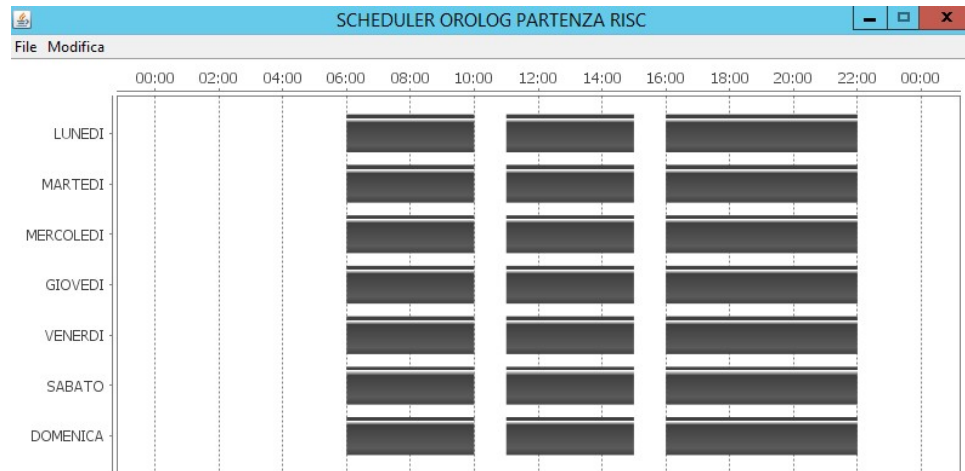 SCHEDULER OROLOG PARTENZA RISC
File Modifica
00:00 02:00 04:00 06:00 08:00 10:00 12:00 14:00 16:00 18:00 20:00 22:00 00:00
LUNEDI
MARTEDI
MERCOLEDI
GIOVEDI
VENERDI
SABATO
DOMENICA